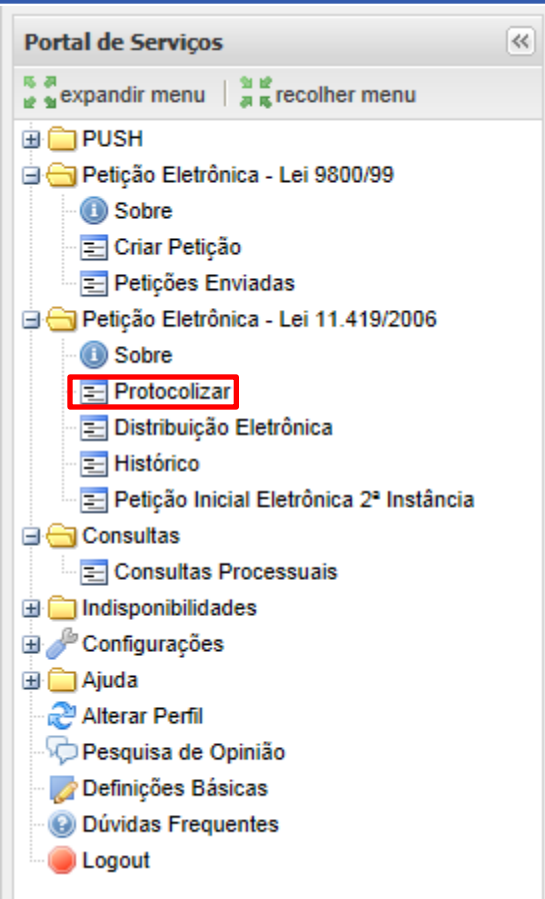 Portal de Serviços
expandir menu recolher menu
PUSH
Petição Eletrônica - Lei 9800/99
Sobre
Criar Petição
Petições Enviadas
Petição Eletrônica - Lei 11.419/2006
Sobre
Protocolizar
Distribuição Eletrônica
Histórico
Petição Inicial Eletrônica 2ª Instância
Consultas
Consultas Processuais
Indisponibilidades
Configurações
Ajuda
Alterar Perfil
Pesquisa de Opinião
Definições Básicas
Dúvidas Frequentes
Logout